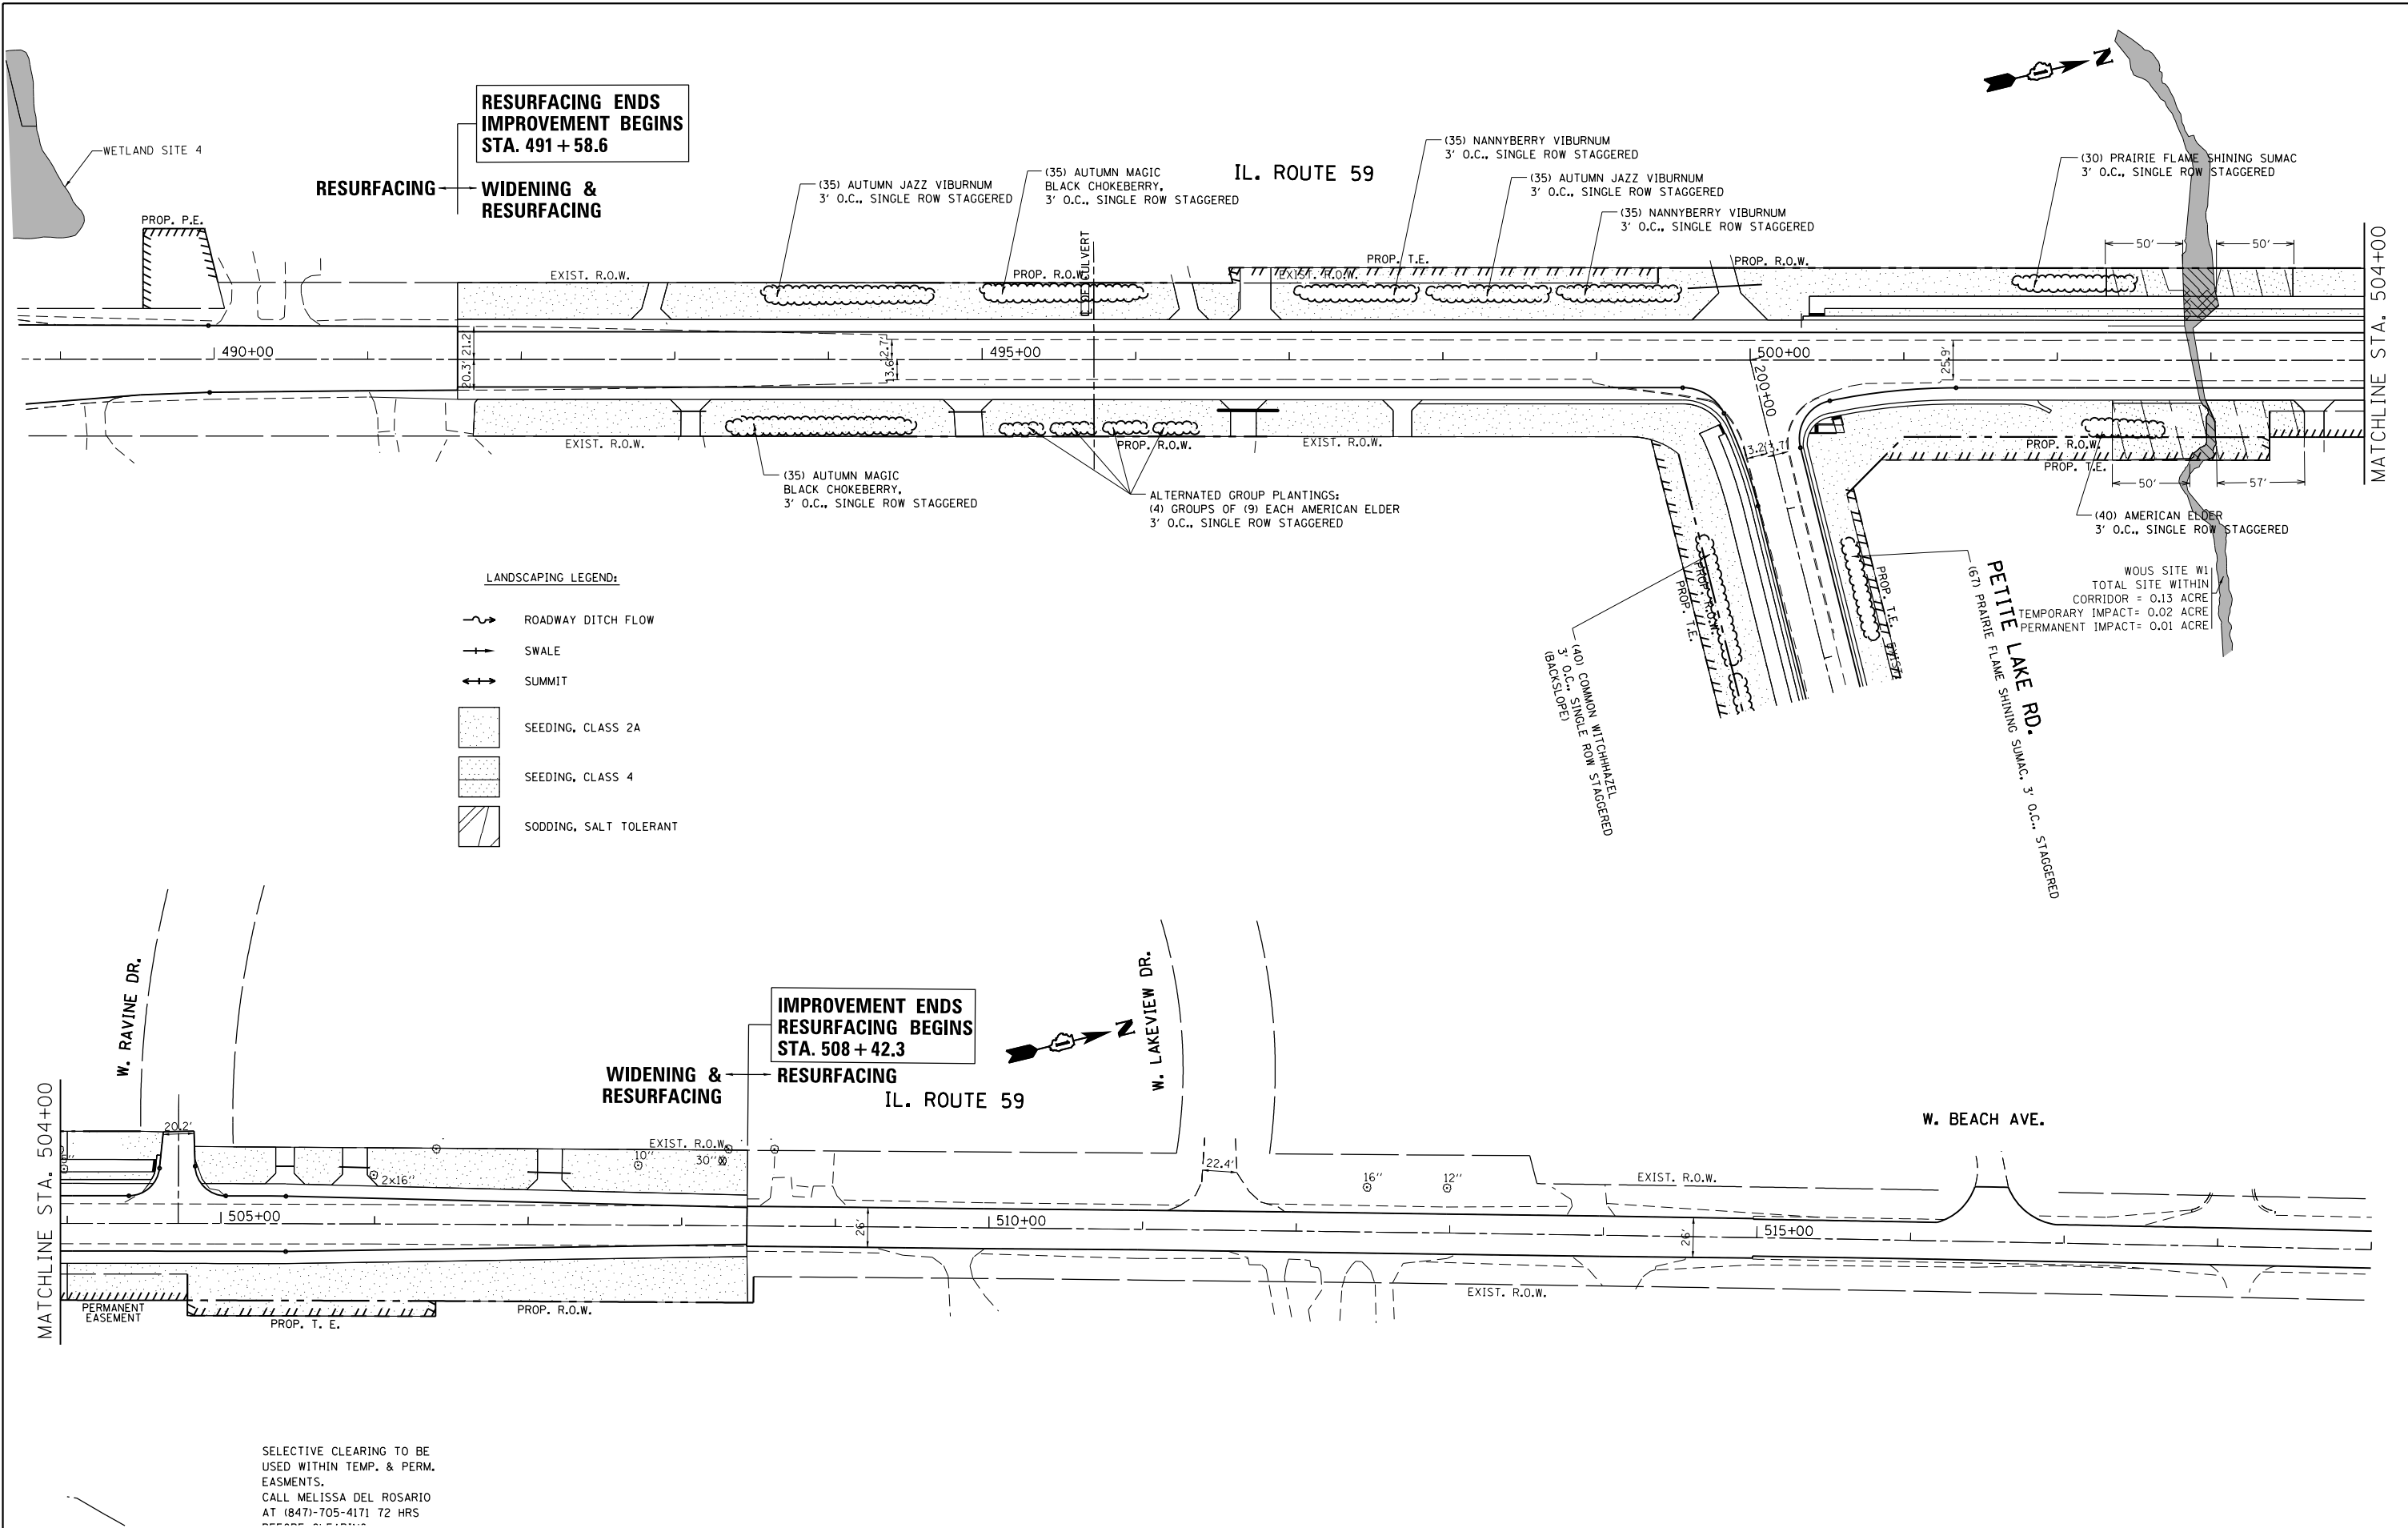 WETLAND SITE 4
RESURFACING ENDS
IMPROVEMENT BEGINS
STA. 491+58.6
RESURFACING
WIDENING &
RESURFACING
PROP. P.E.
(35) AUTUMN JAZZ VIBURNUM
3' O.C., SINGLE ROW STAGGERED
(35) AUTUMN MAGIC
BLACK CHOKEBERRY,
3' O.C., SINGLE ROW STAGGERED
IL. ROUTE 59
(35) NANNYBERRY VIBURNUM
3' O.C., SINGLE ROW STAGGERED
(35) AUTUMN JAZZ VIBURNUM
3' O.C., SINGLE ROW STAGGERED
(35) NANNYBERRY VIBURNUM
3' O.C., SINGLE ROW STAGGERED
N
(30) PRAIRIE FLAME SHINING SUMAC
3' O.C., SINGLE ROW STAGGERED
50'
50'
MATCHLINE STA. 504+00
EXIST. R.O.W.
PROP. R.O.W.
CULVERT
EXIST. R.O.W.
PROP. T.E.
PROP. R.O.W.
490+00
21.2'
20.3'
2.7'
13.6'
495+00
500+00
200+00
25.9'
13.2'
3.7'
EXIST. R.O.W.
PROP. R.O.W.
EXIST. R.O.W.
PROP. R.O.W.
PROP. T.E.
50'
57'
(35) AUTUMN MAGIC
BLACK CHOKEBERRY,
3' O.C., SINGLE ROW STAGGERED
ALTERNATED GROUP PLANTINGS:
(4) GROUPS OF (9) EACH AMERICAN ELDER
3' O.C., SINGLE ROW STAGGERED
(40) AMERICAN ELDER
3' O.C., SINGLE ROW STAGGERED
WOUS SITE W1
TOTAL SITE WITHIN
CORRIDOR = 0.13 ACRE
TEMPORARY IMPACT= 0.02 ACRE
PERMANENT IMPACT= 0.01 ACRE
PROP. R.O.W.
PROP. T.E.
PROP. T.E.
EXIST.
PETITE LAKE RD.
(67) PRAIRIE FLAME SHINING SUMAC, 3' O.C., STAGGERED
(40) COMMON WITCHHHAZEL
3' O.C., SINGLE ROW STAGGERED
(BACKSLOPE)
LANDSCAPING LEGEND:
ROADWAY DITCH FLOW
SWALE
SUMMIT
SEEDING, CLASS 2A
SEEDING, CLASS 4
SODDING, SALT TOLERANT
W. RAVINE DR.
IMPROVEMENT ENDS
RESURFACING BEGINS
STA. 508+42.3
WIDENING &
RESURFACING
RESURFACING
IL. ROUTE 59
N
W. LAKEVIEW DR.
W. BEACH AVE.
MATCHLINE STA. 504+00
20.2'
EXIST. R.O.W.
10"
30"
2x16"
22.4'
16"
12"
EXIST. R.O.W.
505+00
26'
510+00
26'
515+00
PERMANENT
EASEMENT
PROP. T. E.
PROP. R.O.W.
EXIST. R.O.W.
SELECTIVE CLEARING TO BE
USED WITHIN TEMP. & PERM.
EASMENTS.
CALL MELISSA DEL ROSARIO
AT (847)-705-4171 72 HRS